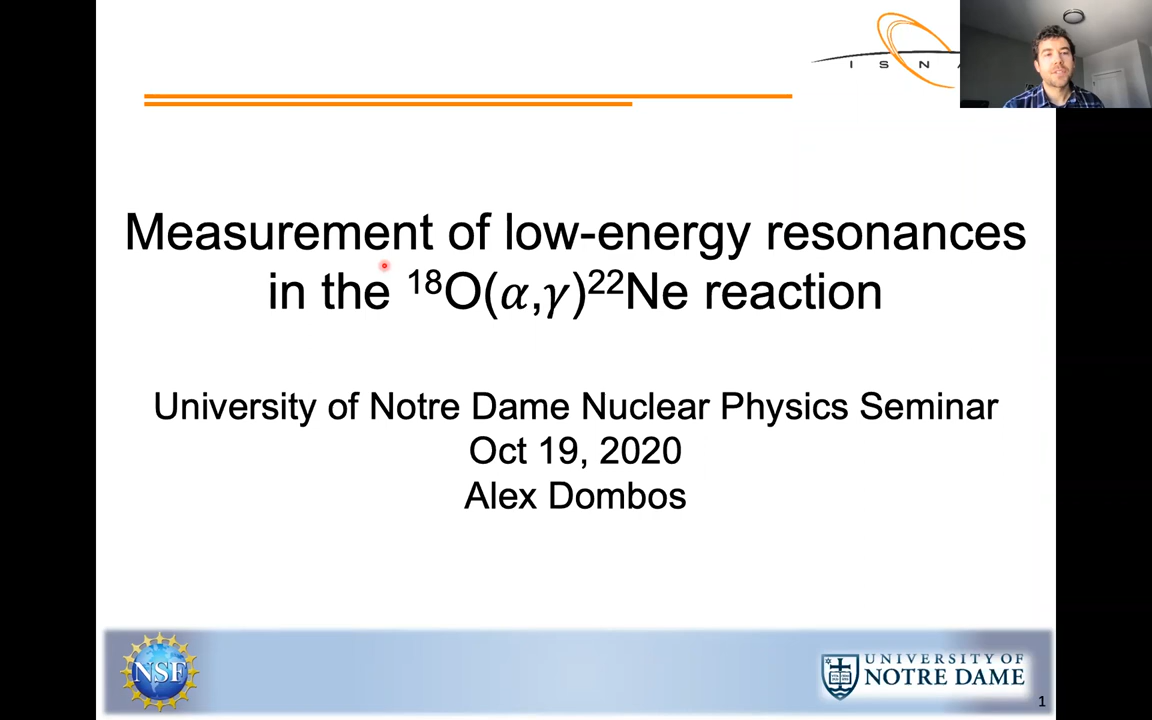 I S N A
Measurement of low-energy resonances
in the ¹⁸O(𝛼,𝛾)²²Ne reaction
University of Notre Dame Nuclear Physics Seminar
Oct 19, 2020
Alex Dombos
NSF
UNIVERSITY OF
NOTRE DAME
1